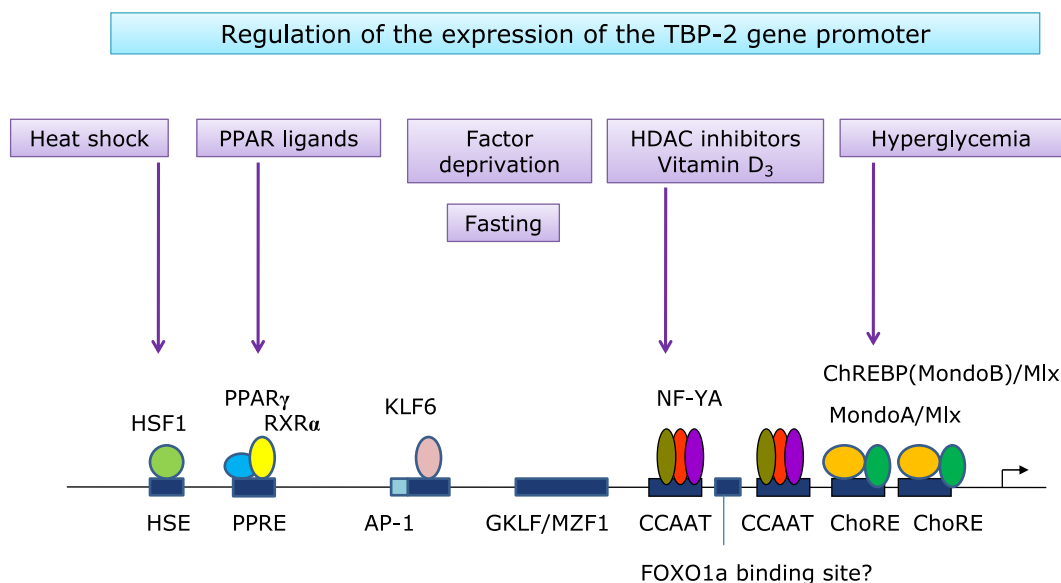 Regulation of the expression of the TBP-2 gene promoter
Heat shock
PPAR ligands
Factor
deprivation
Fasting
HDAC inhibitors
Vitamin D₃
Hyperglycemia
HSF1
PPARγ
RXRα
KLF6
NF-YA
ChREBP(MondoB)/Mlx
MondoA/Mlx
HSE
PPRE
AP-1
GKLF/MZF1
CCAAT
CCAAT
ChoRE
ChoRE
FOXO1a binding site?